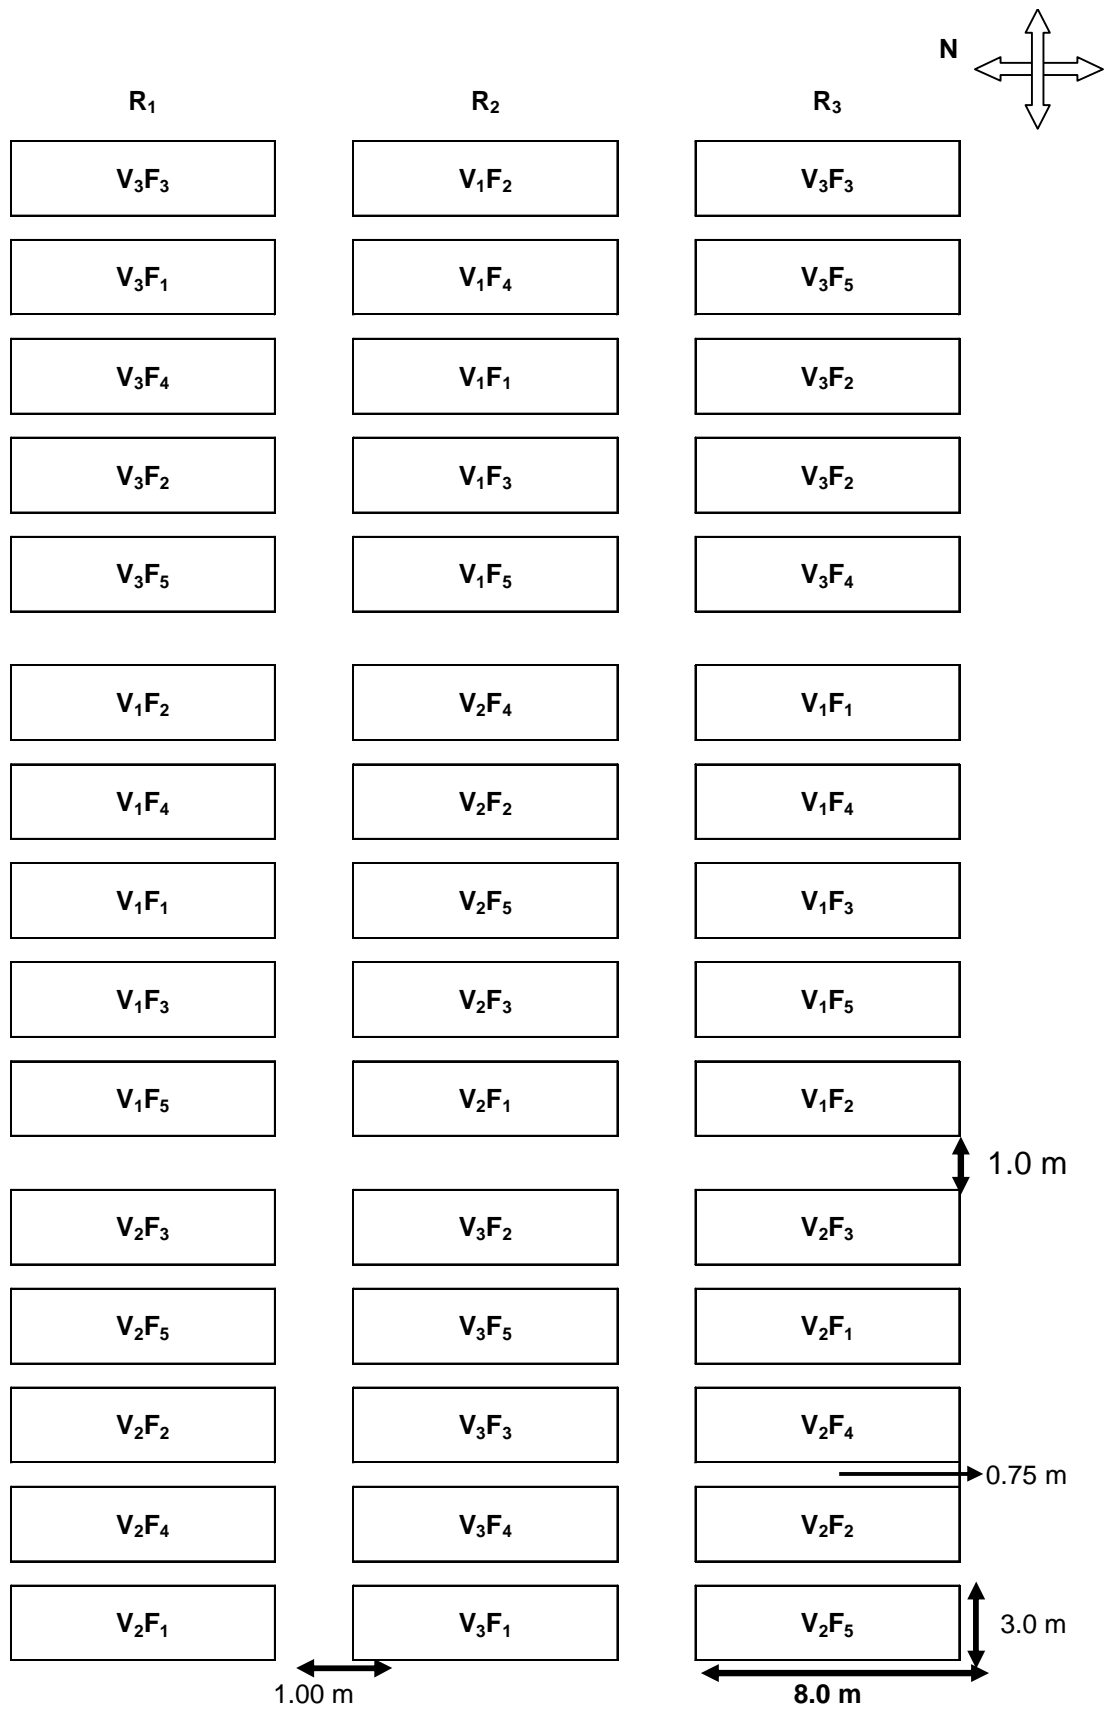 N
R₁ R₂ R₃
V₃F₃ V₁F₂ V₃F₃
V₃F₁ V₁F₄ V₃F₅
V₃F₄ V₁F₁ V₃F₂
V₃F₂ V₁F₃ V₃F₂
V₃F₅ V₁F₅ V₃F₄
V₁F₂ V₂F₄ V₁F₁
V₁F₄ V₂F₂ V₁F₄
V₁F₁ V₂F₅ V₁F₃
V₁F₃ V₂F₃ V₁F₅
V₁F₅ V₂F₁ V₁F₂
1.0 m
V₂F₃ V₃F₂ V₂F₃
V₂F₅ V₃F₅ V₂F₁
V₂F₂ V₃F₃ V₂F₄
0.75 m
V₂F₄ V₃F₄ V₂F₂
V₂F₁ V₃F₁ V₂F₅ 3.0 m
1.00 m 8.0 m